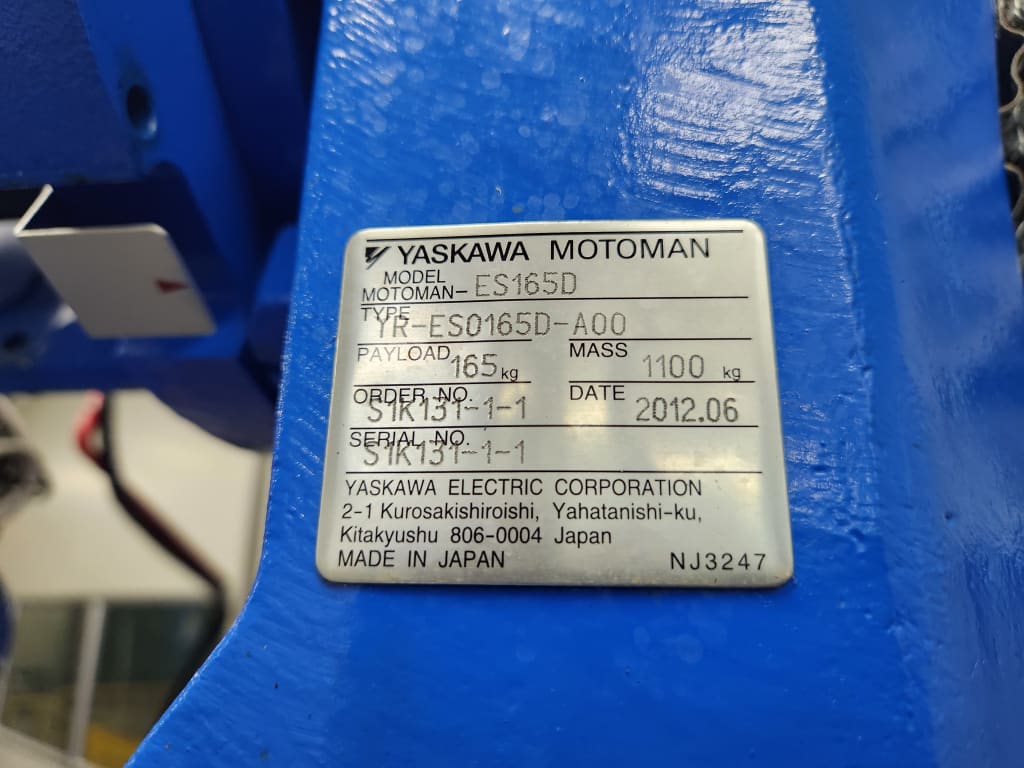 YASKAWA MOTOMAN
MODEL
MOTOMAN- ES165D
TYPE
YR-ES0165D-A00
PAYLOAD 165 kg MASS 1100 kg
ORDER NO. S1K131-1-1 DATE 2012.06
SERIAL NO.
S1K131-1-1
YASKAWA ELECTRIC CORPORATION
2-1 Kurosakishiroishi, Yahatanishi-ku,
Kitakyushu 806-0004 Japan
MADE IN JAPAN NJ3247